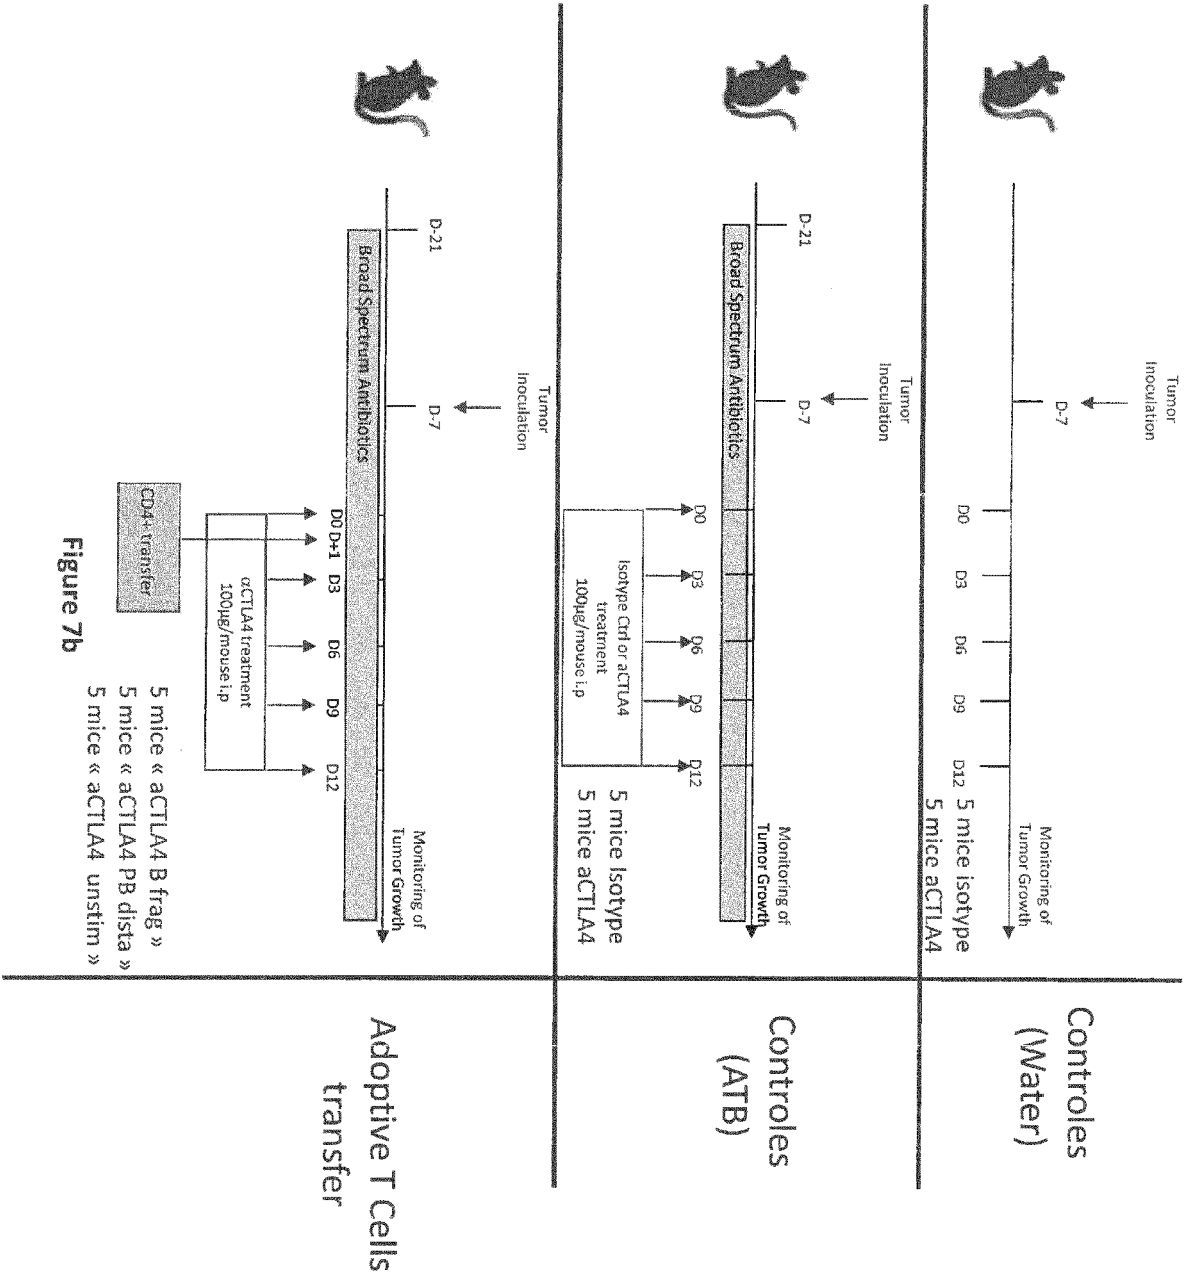 Controles
(Water)
Tumor
Inoculation
D-7
D0
D3
D6
D9
D12
Monitoring of
Tumor Growth
5 mice isotype
5 mice aCTLA4
Controles
(ATB)
Tumor
Inoculation
D-21
D-7
Monitoring of
Tumor Growth
Broad Spectrum Antibiotics
D0
D3
D6
D9
D12
Isotype Ctrl or aCTLA4
treatment
100µg/mouse i.p
5 mice Isotype
5 mice aCTLA4
Adoptive T Cells
transfer
Tumor
Inoculation
D-21
D-7
Monitoring of
Tumor Growth
Broad Spectrum Antibiotics
D0
D+1
D3
D6
D9
D12
αCTLA4 treatment
100µg/mouse i.p
CD4+ transfer
5 mice « aCTLA4 B frag »
5 mice « aCTLA4 PB dista »
5 mice « aCTLA4 unstim »
Figure 7b